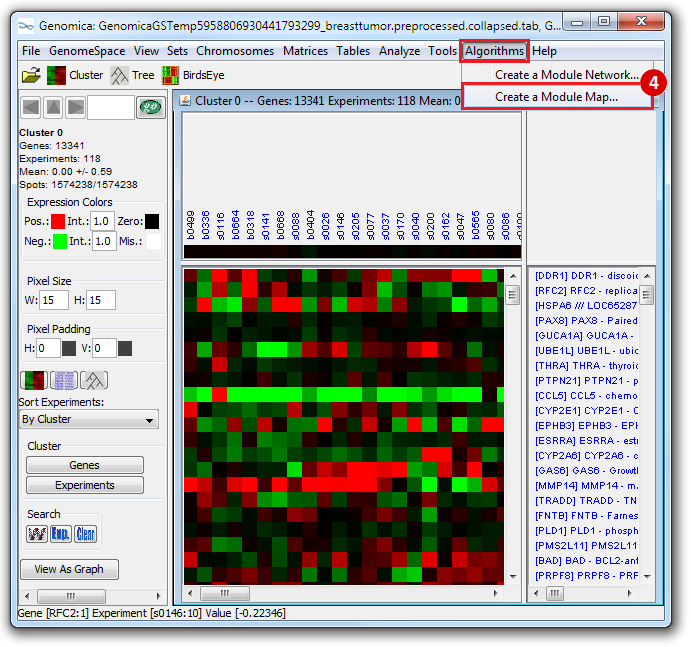 Genomica: GenomicaGSTemp5958806930441793299_breasttumor.preprocessed.collapsed.tab, G...
File GenomeSpace View Sets Chromosomes Matrices Tables Analyze Tools Algorithms Help
Create a Module Network...
Create a Module Map...
4
Cluster Tree BirdsEye
go
Cluster 0
Genes: 13341
Experiments: 118
Mean: 0.00 +/- 0.59
Spots: 1574238/1574238
Expression Colors
Pos.: Int.: 1.0 Zero:
Neg.: Int.: 1.0 Mis.:
Pixel Size
W: 15 H: 15
Pixel Padding
H: 0 V: 0
Sort Experiments:
By Cluster
Cluster
Genes
Experiments
Search
Exp. Clear
View As Graph
Cluster 0 -- Genes: 13341 Experiments: 118 Mean: 0
b0499
b0336
s0116
b0664
b0318
s0141
b0668
s0088
b0404
s0026
s0146
s0205
s0077
s0037
s0170
s0040
s0200
s0162
s0047
b0565
s0080
s0086
[DDR1] DDR1 - discoid
[RFC2] RFC2 - replica
[HSPA6 /// LOC65287
[PAX8] PAX8 - Paired
[GUCA1A] GUCA1A -
[UBE1L] UBE1L - ubic
[THRA] THRA - thyroid
[PTPN21] PTPN21 - p
[CCL5] CCL5 - chemo
[CYP2E1] CYP2E1 - C
[EPHB3] EPHB3 - EPH
[ESRRA] ESRRA - estr
[CYP2A6] CYP2A6 - c
[GAS6] GAS6 - Growtl
[MMP14] MMP14 - m.
[TRADD] TRADD - TN
[FNTB] FNTB - Farnes
[PLD1] PLD1 - phosph
[PMS2L11] PMS2L11
[BAD] BAD - BCL2-ant
[PRPF8] PRPF8 - PRF
Gene [RFC2:1] Experiment [s0146:10] Value [-0.22346]